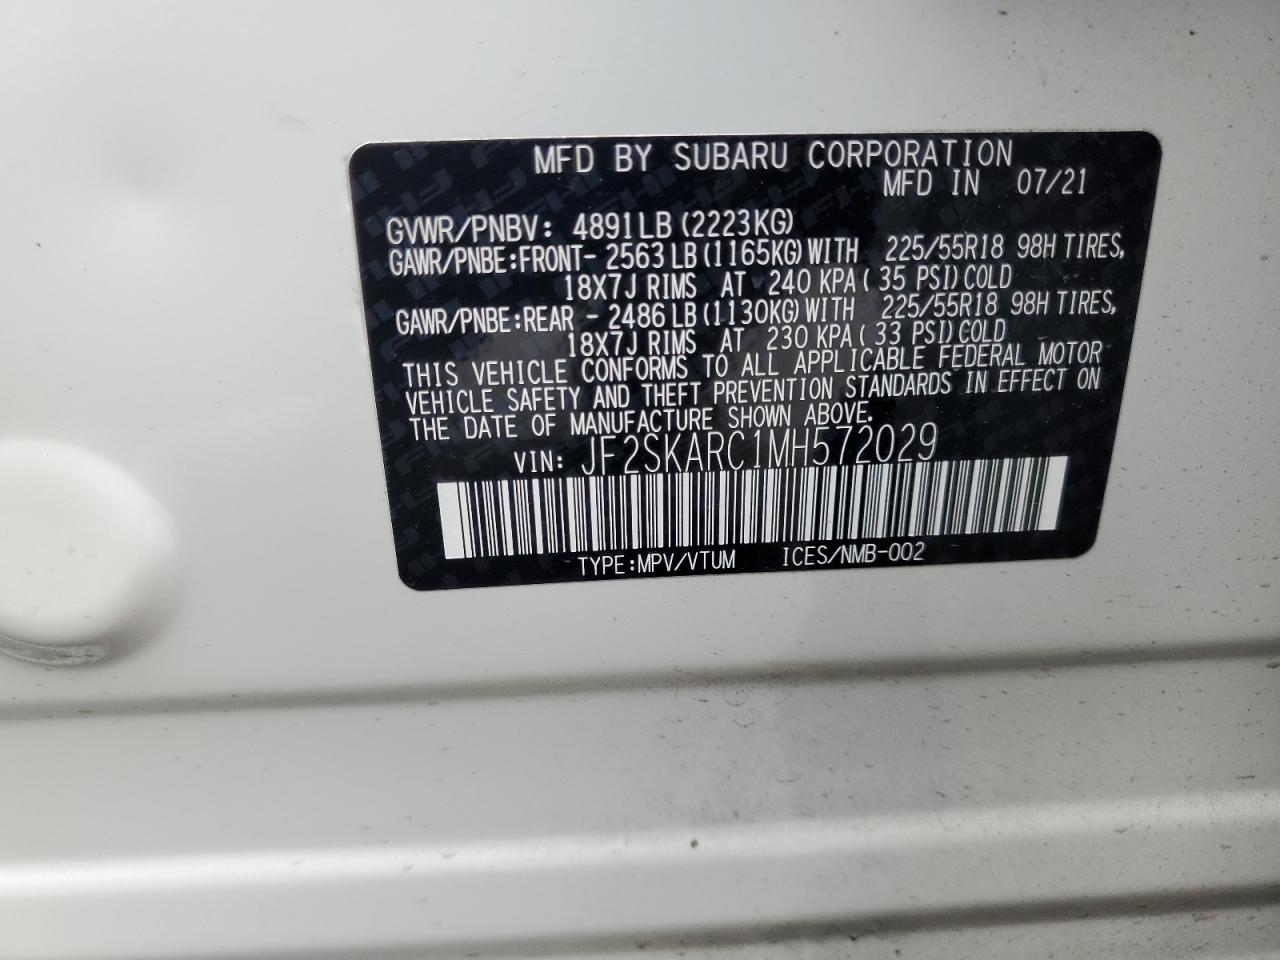 MFD BY SUBARU CORPORATION
MFD IN 07/21
GVWR/PNBV: 4891LB (2223KG)
GAWR/PNBE:FRONT- 2563LB (1165KG) WITH 225/55R18 98H TIRES,
18X7J RIMS AT 240 KPA( 35 PSI) COLD
GAWR/PNBE:REAR - 2486LB (1130KG) WITH 225/55R18 98H TIRES,
18X7J RIMS AT 230 KPA( 33 PSI) COLD
THIS VEHICLE CONFORMS TO ALL APPLICABLE FEDERAL MOTOR
VEHICLE SAFETY AND THEFT PREVENTION STANDARDS IN EFFECT ON
THE DATE OF MANUFACTURE SHOWN ABOVE.
VIN: JF2SKARC1MH572029
TYPE:MPV/VTUM ICES/NMB-002